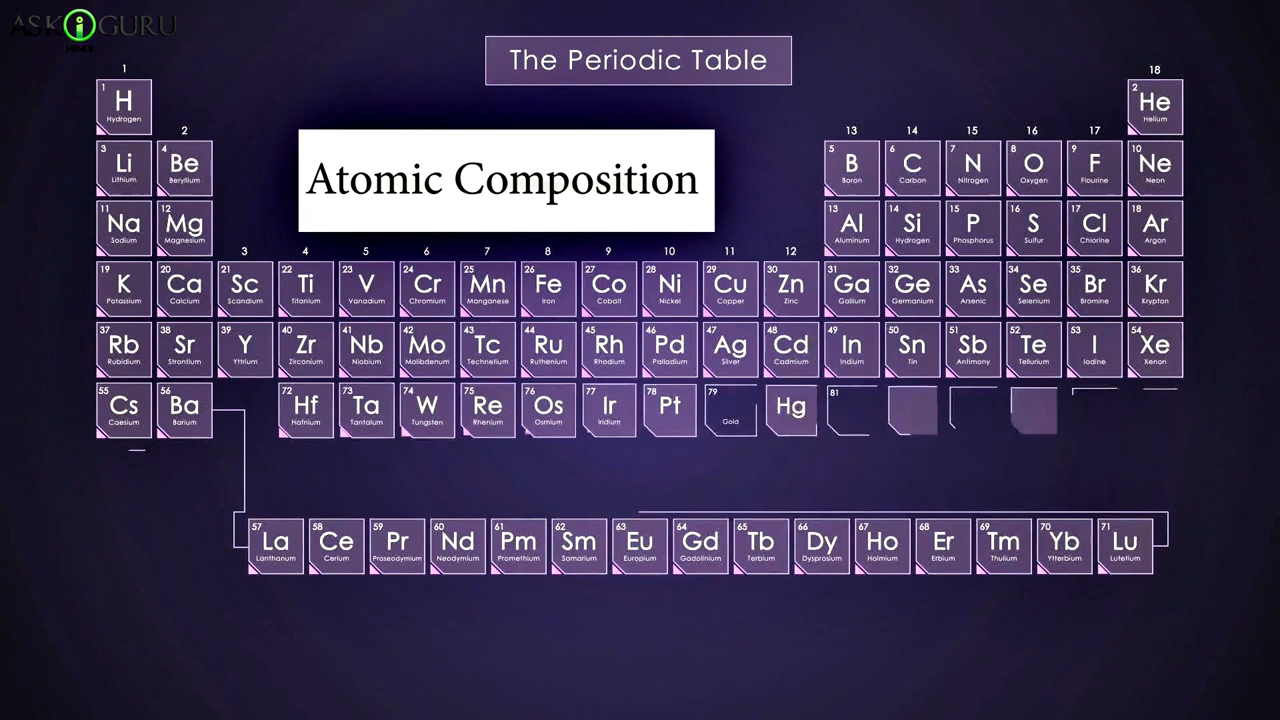 ASK i GURU
HINDI
The Periodic Table
1 18
1 H Hydrogen 2 He Helium
2 13 14 15 16 17
Atomic Composition
3 Li Lithium 4 Be Beryllium 5 B Boron 6 C Carbon 7 N Nitrogen 8 O Oxygen 9 F Flourine 10 Ne Neon
11 Na Sodium 12 Mg Magnesium 13 Al Aluminum 14 Si Hydrogen 15 P Phosphorus 16 S Sulfur 17 Cl Chlorine 18 Ar Argon
3 4 5 6 7 8 9 10 11 12
19 K Potassium 20 Ca Calcium 21 Sc Scandium 22 Ti Titanium 23 V Vanadium 24 Cr Chromium 25 Mn Manganese 26 Fe Iron 27 Co Cobalt 28 Ni Nickel 29 Cu Copper 30 Zn Zinc 31 Ga Gallium 32 Ge Germanium 33 As Arsenic 34 Se Selenium 35 Br Bromine 36 Kr Krypton
37 Rb Rubidium 38 Sr Strontium 39 Y Yttrium 40 Zr Zirconium 41 Nb Niobium 42 Mo Molibdenum 43 Tc Technetium 44 Ru Ruthenium 45 Rh Rhodium 46 Pd Palladium 47 Ag Silver 48 Cd Cadmium 49 In Indium 50 Sn Tin 51 Sb Antimony 52 Te Tellurium 53 I Iodine 54 Xe Xenon
55 Cs Caesium 56 Ba Barium 72 Hf Hafnium 73 Ta Tantalum 74 W Tungsten 75 Re Rhenium 76 Os Osmium 77 Ir Iridium 78 Pt 79 Gold Hg 81
57 La Lanthanum 58 Ce Cerium 59 Pr Praseodymium 60 Nd Neodymium 61 Pm Promethium 62 Sm Samarium 63 Eu Europium 64 Gd Gadolinium 65 Tb Terbium 66 Dy Dysprosium 67 Ho Holmium 68 Er Erbium 69 Tm Thulium 70 Yb Ytterbium 71 Lu Lutetium